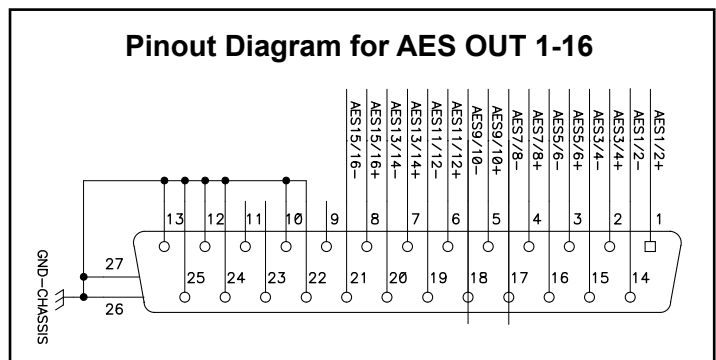 Pinout Diagram for AES OUT 1-16
AES15/16-
AES15/16+
AES13/14-
AES13/14+
AES11/12-
AES11/12+
AES9/10-
AES9/10+
AES7/8-
AES7/8+
AES5/6-
AES5/6+
AES3/4-
AES3/4+
AES1/2-
AES1/2+
13 12 11 10 9 8 7 6 5 4 3 2 1
27
25 24 23 22 21 20 19 18 17 16 15 14
26
GND-CHASSIS